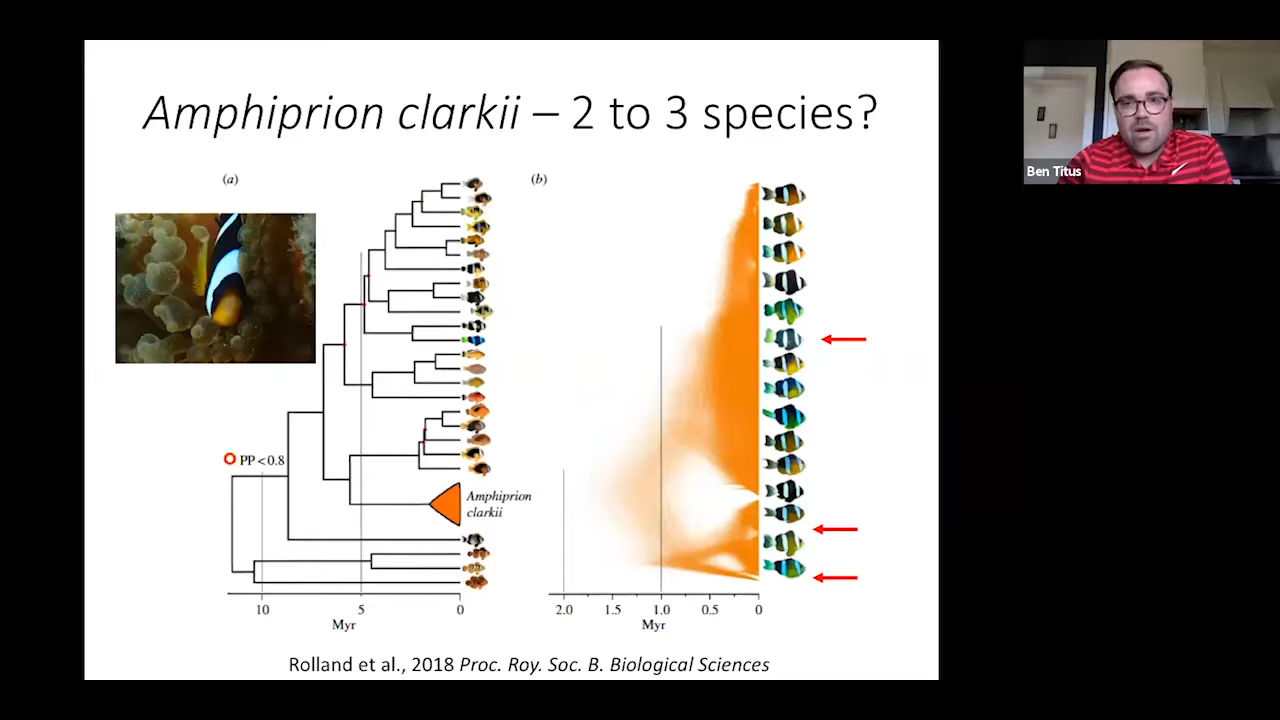 Amphiprion clarkii – 2 to 3 species?
(a)
(b)
PP < 0.8
Amphiprion
clarkii
10
5
0
Myr
2.0
1.5
1.0
0.5
0
Myr
Rolland et al., 2018 Proc. Roy. Soc. B. Biological Sciences
Ben Titus